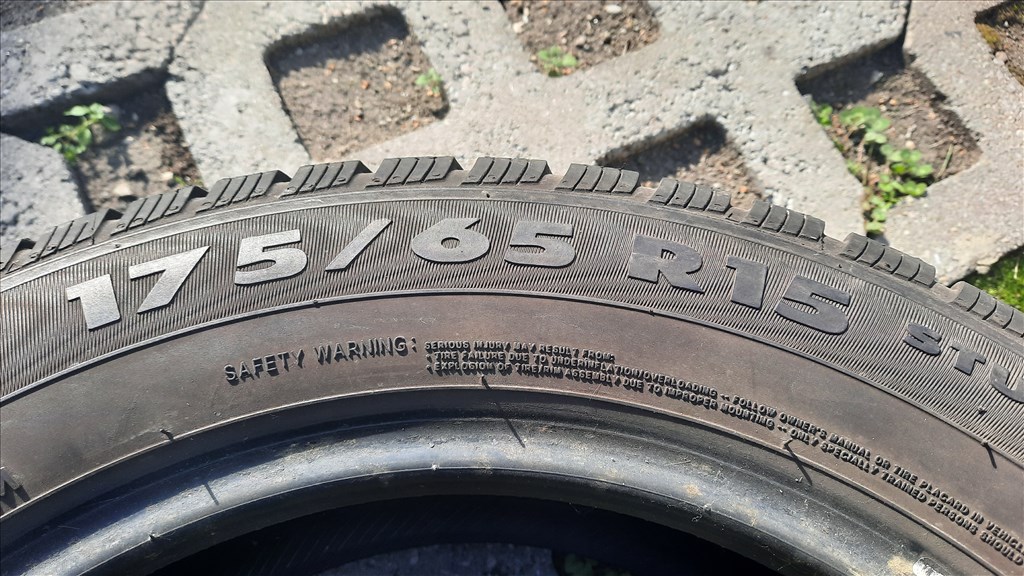 175/65 R15 STU
SAFETY WARNING: SERIOUS INJURY MAY RESULT FROM:
• TIRE FAILURE DUE TO UNDERINFLATION/OVERLOADING - FOLLOW OWNER'S MANUAL OR TIRE PLACARD IN VEHICLE
• EXPLOSION OF TIRE/RIM ASSEMBLY DUE TO IMPROPER MOUNTING - ONLY SPECIALLY TRAINED PERSONS SHOULD